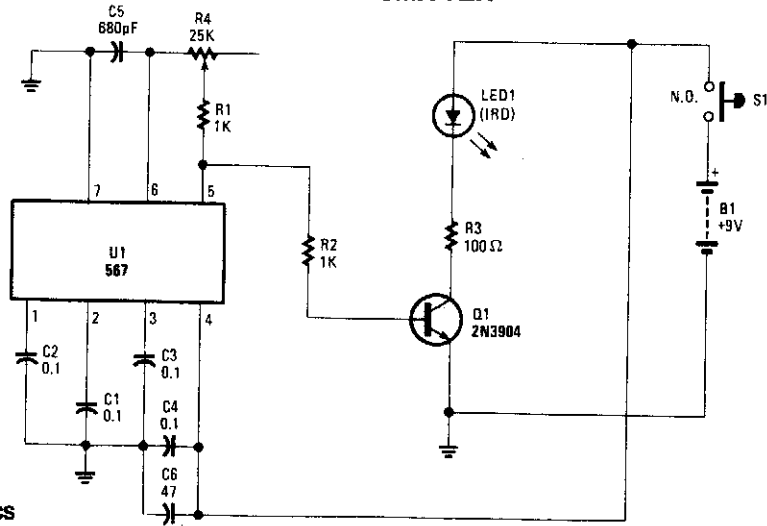 C5
680pF
R4
25K
R1
1K
LED1
(IRD)
N.O.
S1
7
6
5
U1
567
R2
1K
R3
100Ω
+
B1
+9V
1
2
3
4
Q1
2N3904
C2
0.1
C1
0.1
C3
0.1
C4
0.1
C6
47